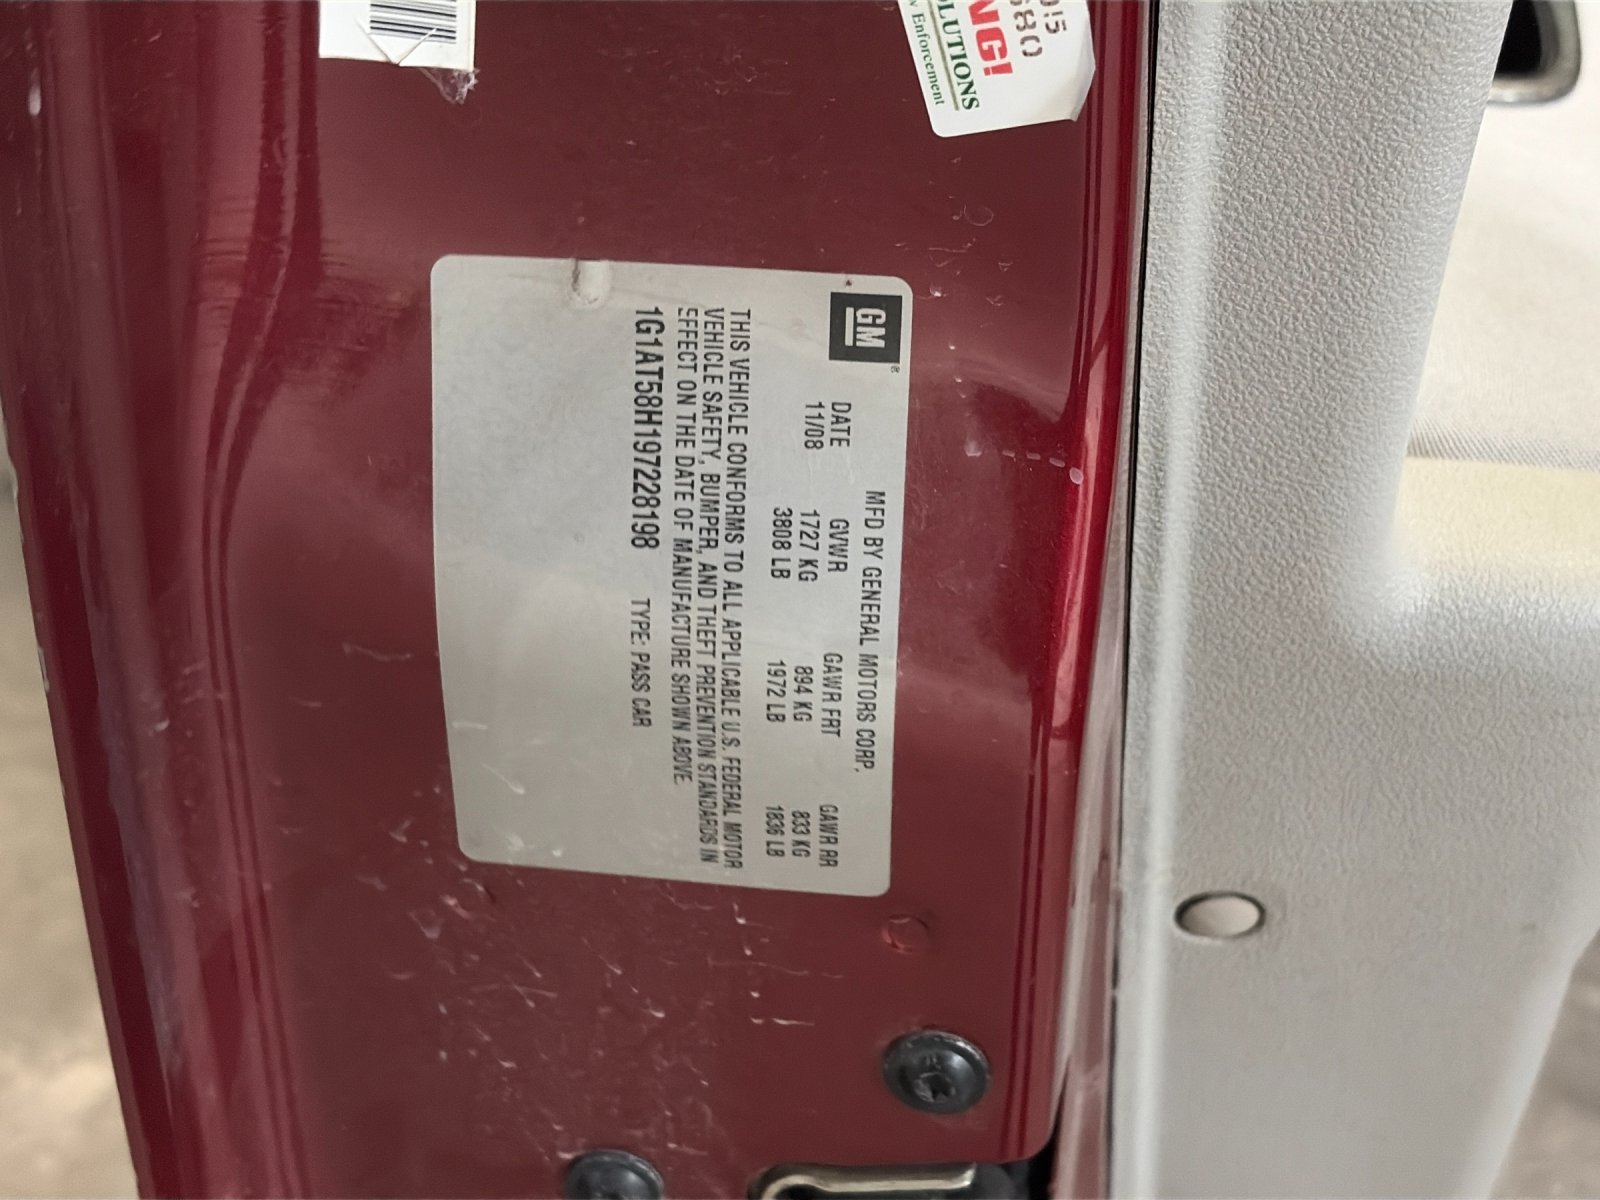 GM
MFD BY GENERAL MOTORS CORP.
DATE GVWR GAWR FRT GAWR RR
11/08 1727 KG 894 KG 833 KG
3808 LB 1972 LB 1836 LB
THIS VEHICLE CONFORMS TO ALL APPLICABLE U.S. FEDERAL MOTOR
VEHICLE SAFETY, BUMPER, AND THEFT PREVENTION STANDARDS IN
EFFECT ON THE DATE OF MANUFACTURE SHOWN ABOVE.
1G1AT58H197228198 TYPE: PASS CAR
NG!
LUTIONS
Enforcement